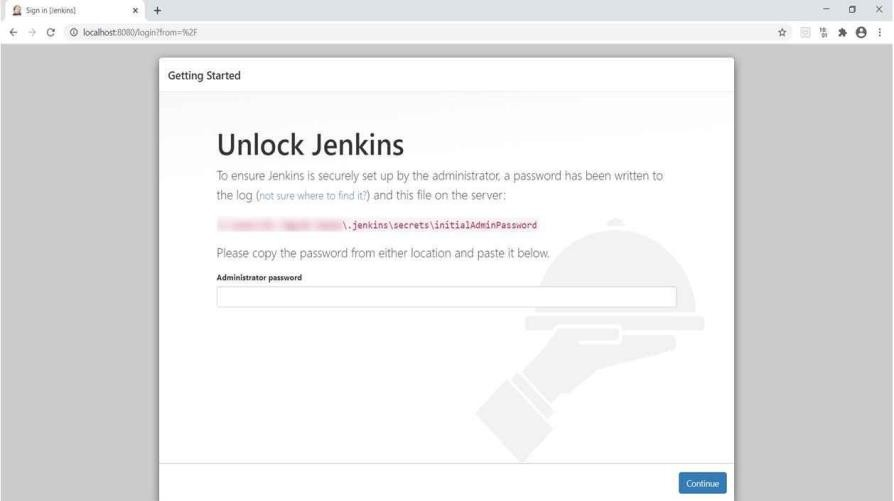 Sign in [Jenkins]
localhost:8080/login?from=%2F
Getting Started
Unlock Jenkins
To ensure Jenkins is securely set up by the administrator, a password has been written to
the log (not sure where to find it?) and this file on the server:
\.jenkins\secrets\initialAdminPassword
Please copy the password from either location and paste it below.
Administrator password
Continue